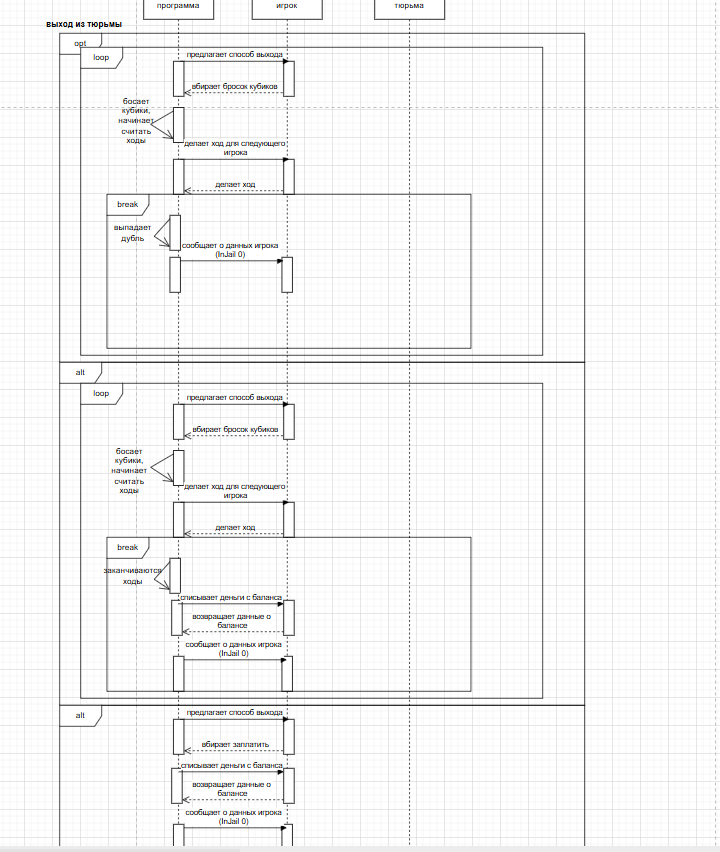 программа
игрок
тюрьма
выход из тюрьмы
opt
loop
предлагает способ выхода
вбирает бросок кубиков
босает
кубики,
начинает
считать
ходы
делает ход для следующего
игрока
делает ход
break
выпадает
дубль
сообщает о данных игрока
(InJail 0)
alt
loop
предлагает способ выхода
вбирает бросок кубиков
босает
кубики,
начинает
считать
ходы
делает ход для следующего
игрока
делает ход
break
заканчиваются
ходы
списывает деньги с баланса
возвращает данные о
балансе
сообщает о данных игрока
(InJail 0)
alt
предлагает способ выхода
вбирает заплатить
списывает деньги с баланса
возвращает данные о
балансе
сообщает о данных игрока
(InJail 0)